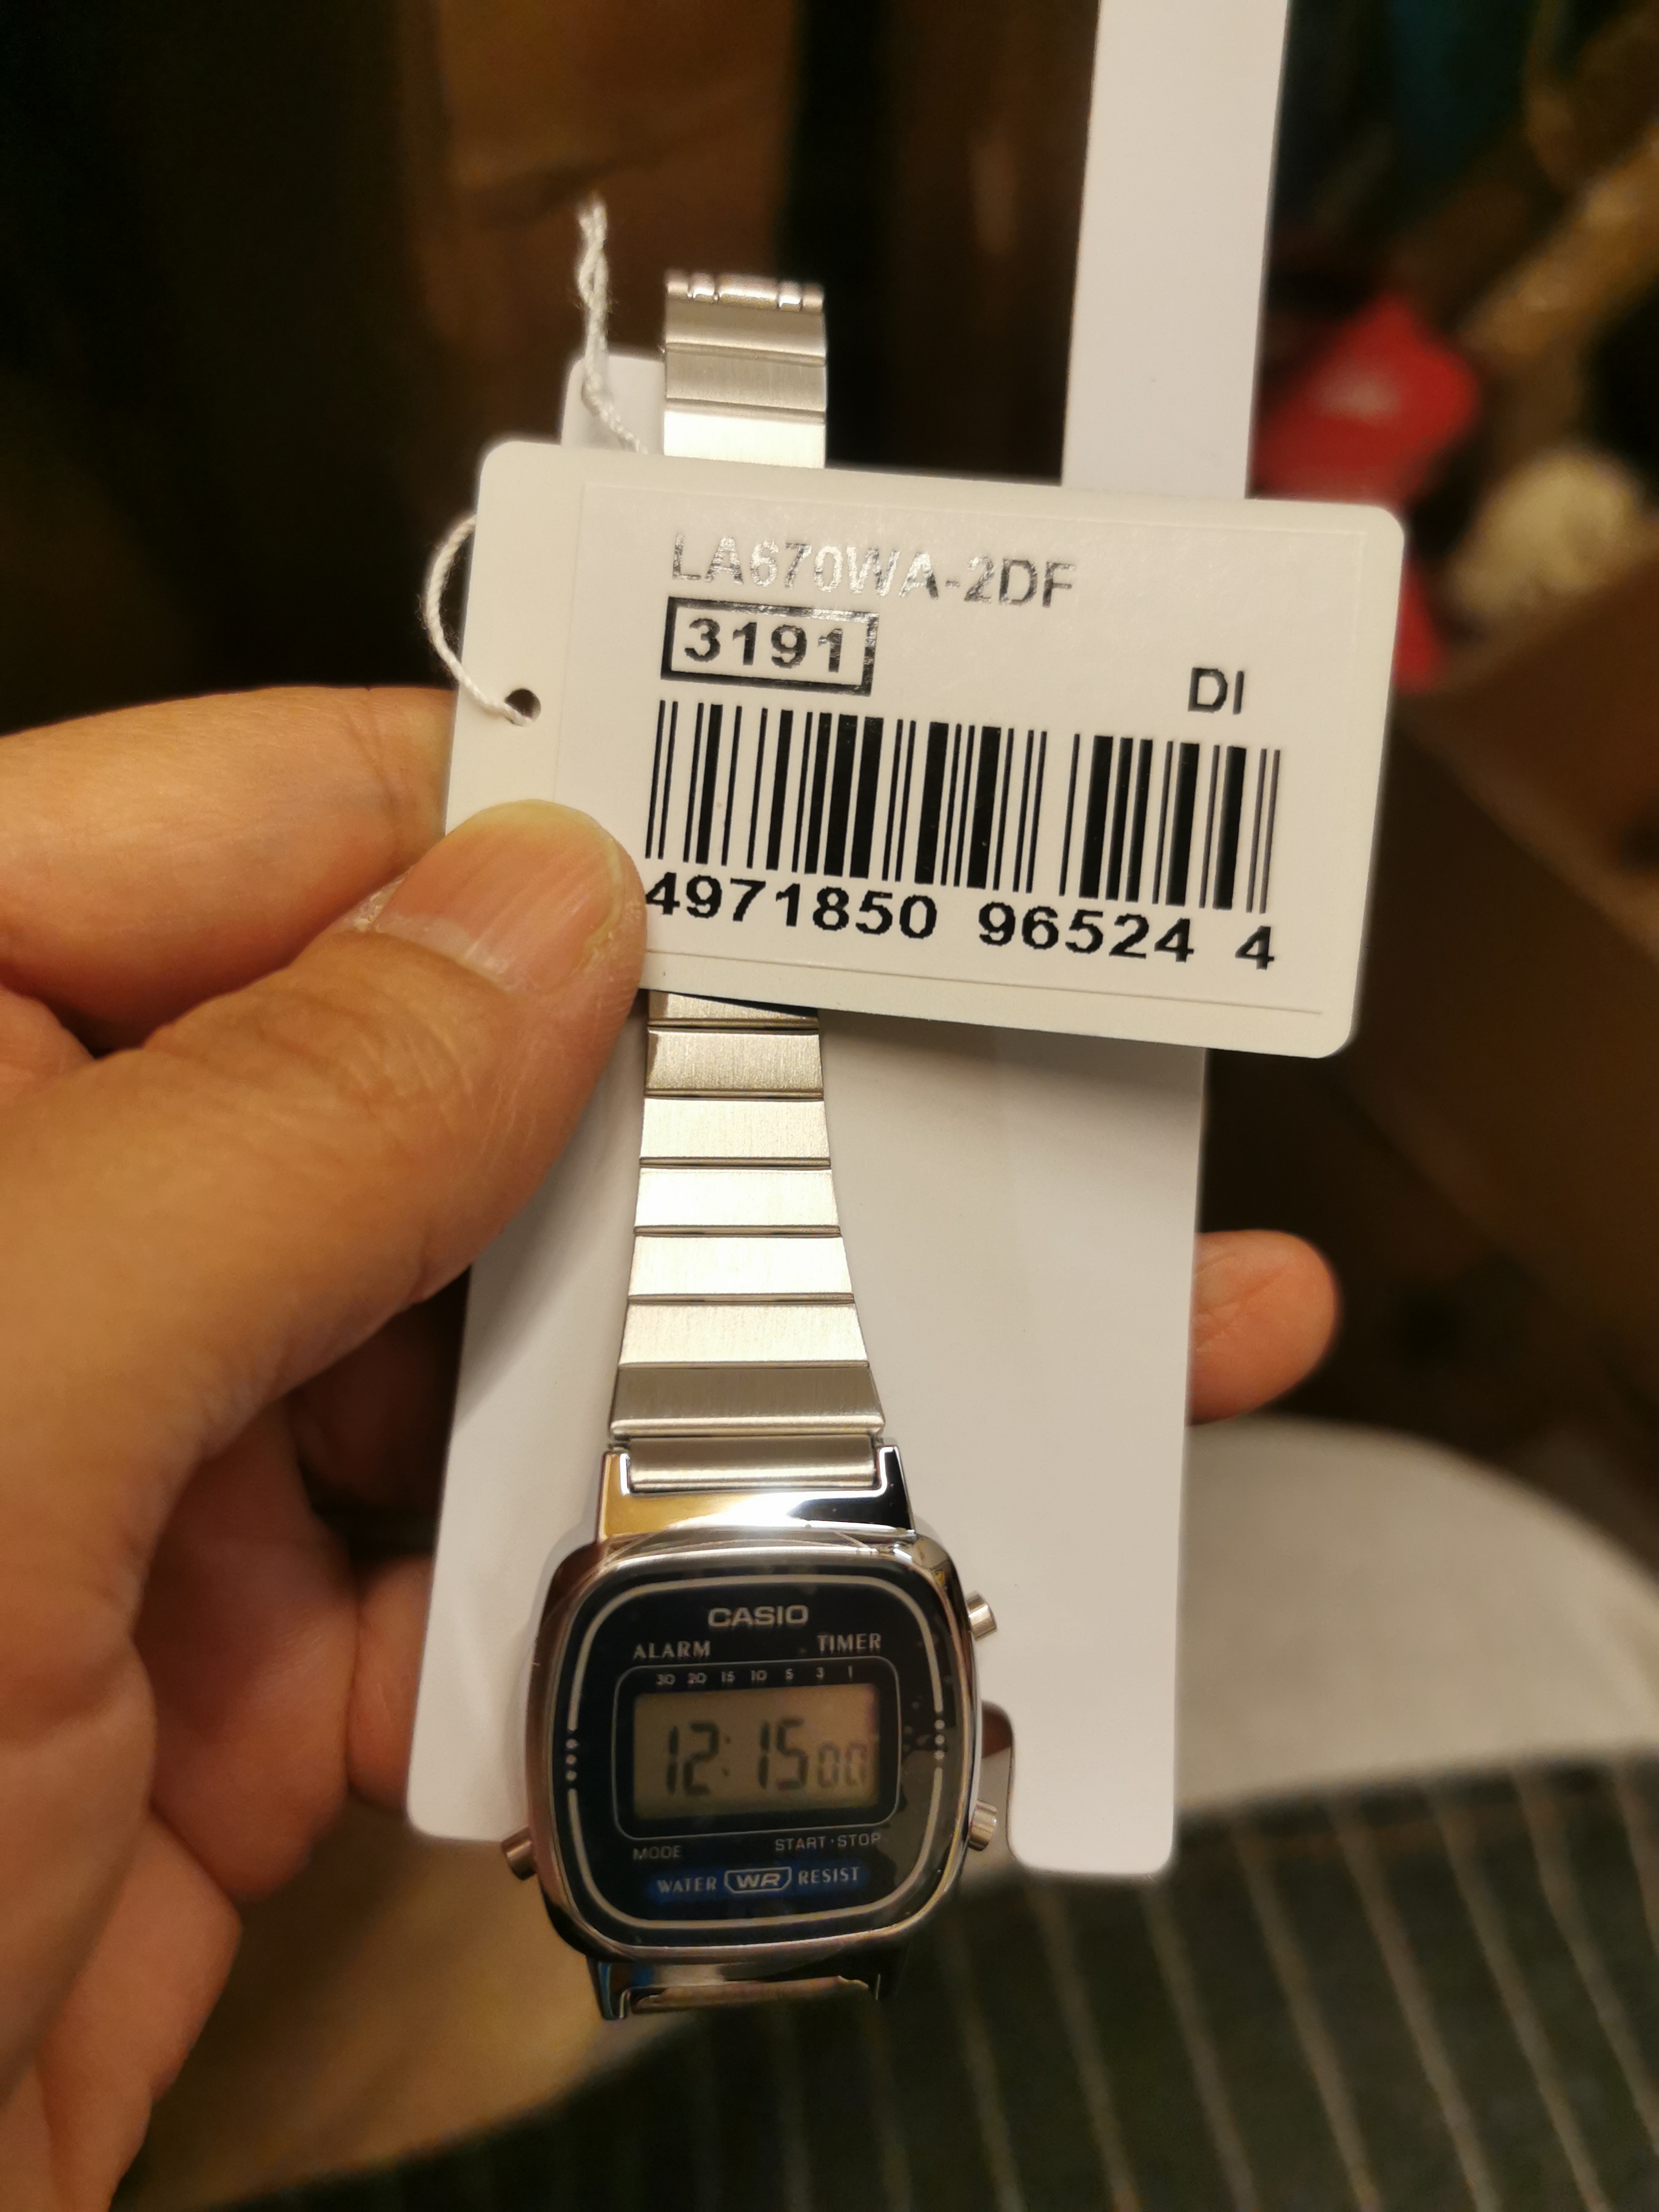 LA670WA-2DF
3191
DI
4971850 96524 4
CASIO
ALARM TIMER
30 20 15 10 5 3 1
12:15 00
MODE START·STOP
WATER WR RESIST